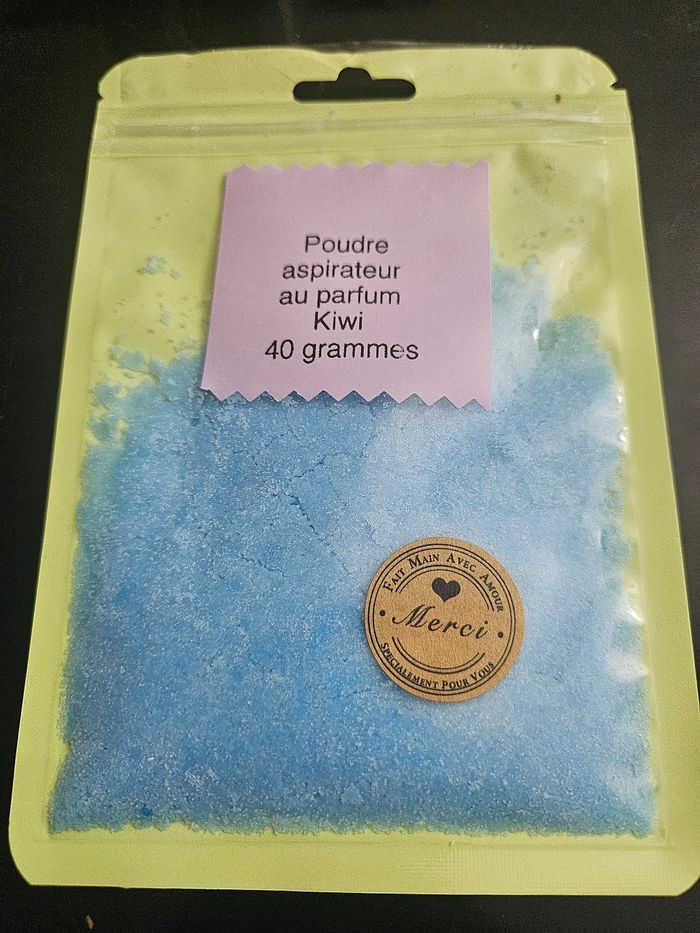 Poudre
aspirateur
au parfum
Kiwi
40 grammes
Fait Main Avec Amour
Merci
Spécialement Pour Vous